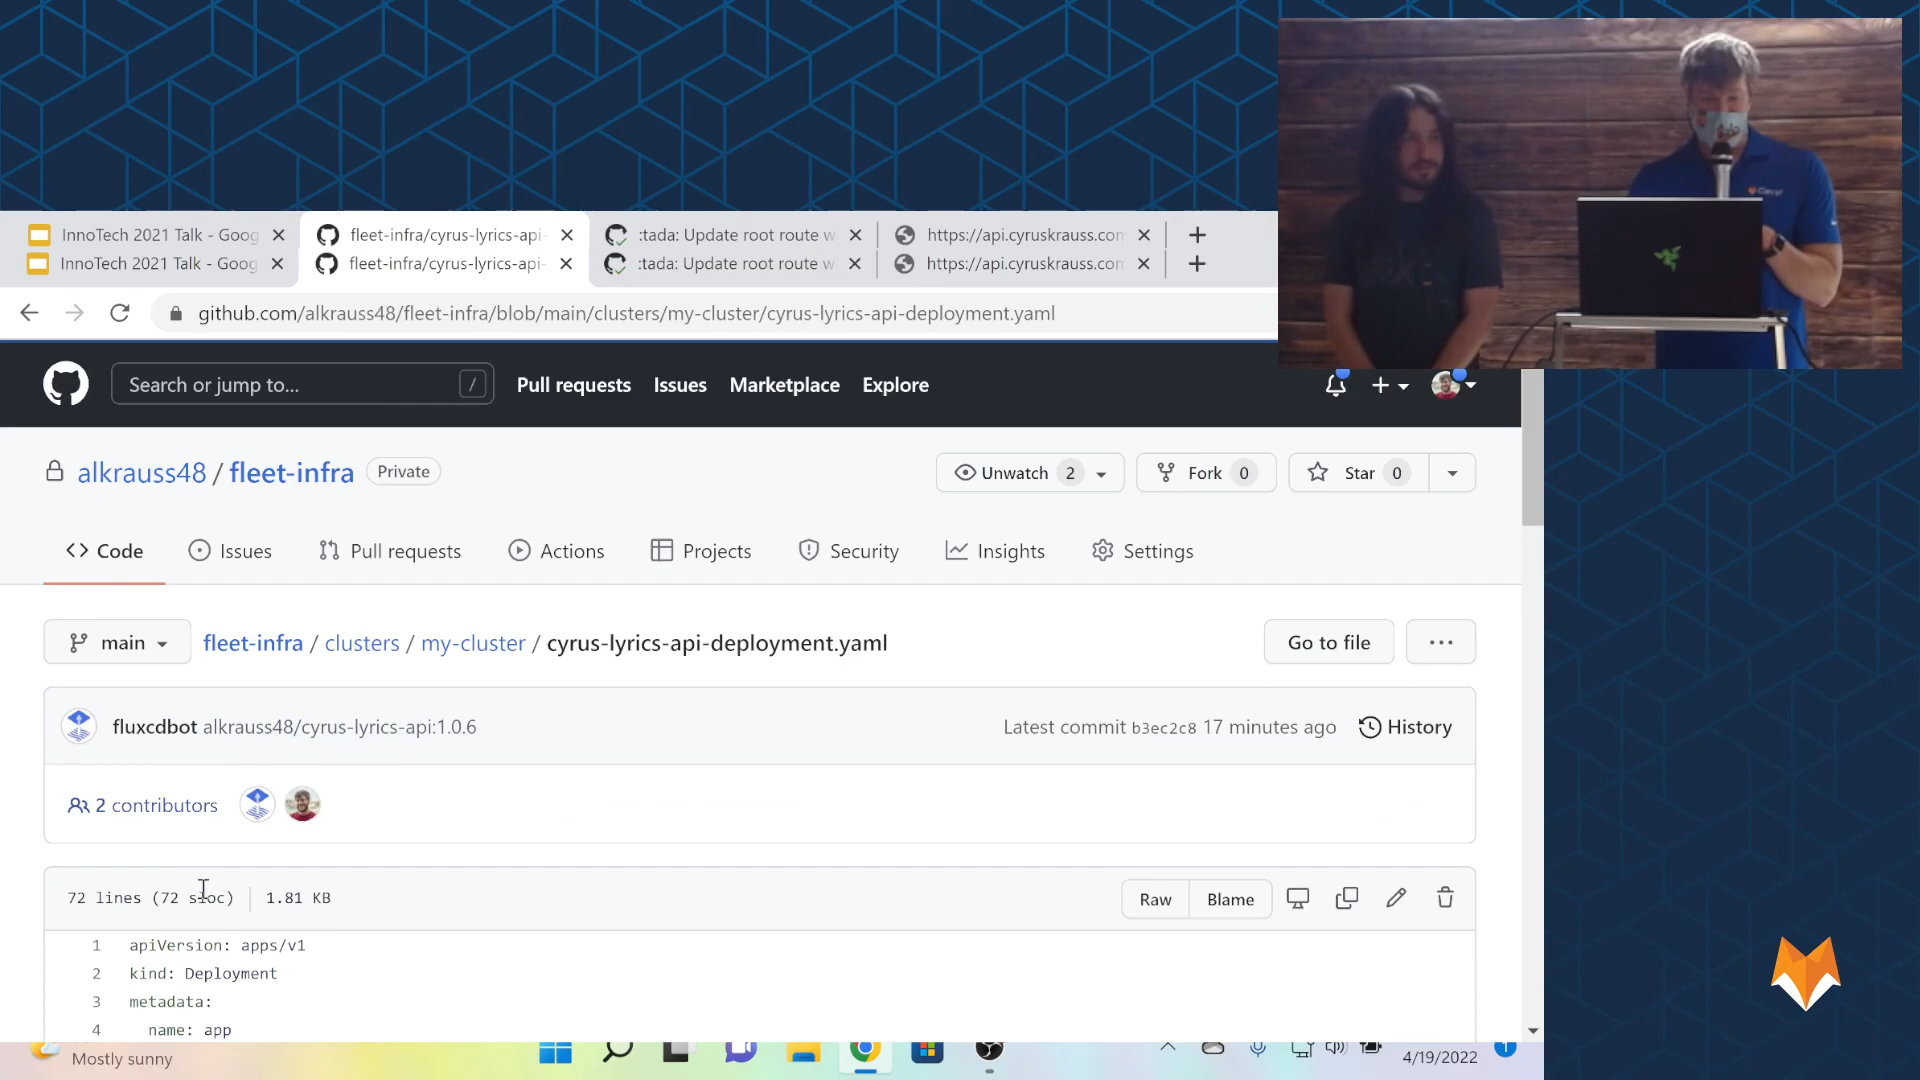 InnoTech 2021 Talk - Goog
fleet-infra/cyrus-lyrics-api-
:tada: Update root route w
https://api.cyruskrauss.com
InnoTech 2021 Talk - Goog
fleet-infra/cyrus-lyrics-api-
:tada: Update root route w
https://api.cyruskrauss.com
github.com/alkrauss48/fleet-infra/blob/main/clusters/my-cluster/cyrus-lyrics-api-deployment.yaml
Search or jump to... /
Pull requests Issues Marketplace Explore
alkrauss48 / fleet-infra Private
Unwatch 2 Fork 0 Star 0
Code Issues Pull requests Actions Projects Security Insights Settings
main fleet-infra / clusters / my-cluster / cyrus-lyrics-api-deployment.yaml
Go to file ...
fluxcdbot alkrauss48/cyrus-lyrics-api:1.0.6
Latest commit b3ec2c8 17 minutes ago History
2 contributors
72 lines (72 sloc) 1.81 KB
Raw Blame
1 apiVersion: apps/v1
2 kind: Deployment
3 metadata:
4 name: app
Mostly sunny
4/19/2022 1